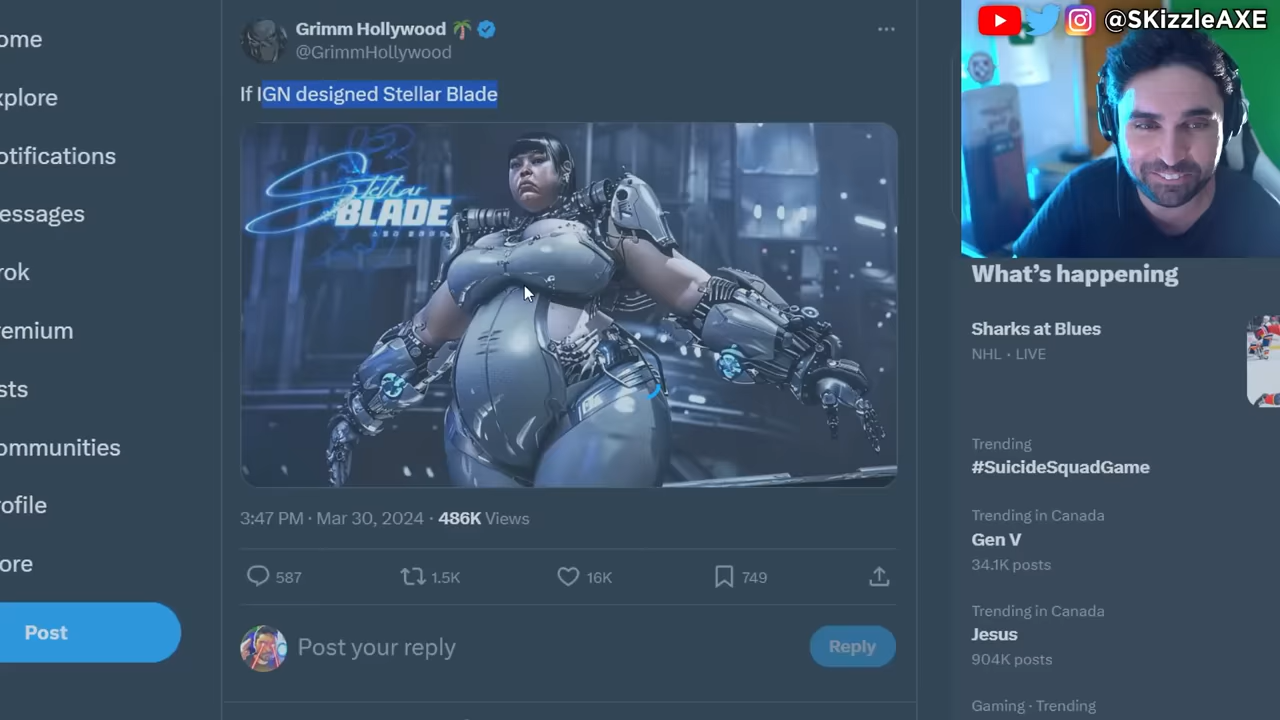 @SKizzleAXE
ome
xplore
otifications
essages
rok
remium
sts
ommunities
rofile
ore
Post
Grimm Hollywood
@GrimmHollywood
If IGN designed Stellar Blade
Stellar
BLADE
3:47 PM · Mar 30, 2024 · 486K Views
587
1.5K
16K
749
Post your reply
Reply
What's happening
Sharks at Blues
NHL · LIVE
Trending
#SuicideSquadGame
Trending in Canada
Gen V
34.1K posts
Trending in Canada
Jesus
904K posts
Gaming · Trending